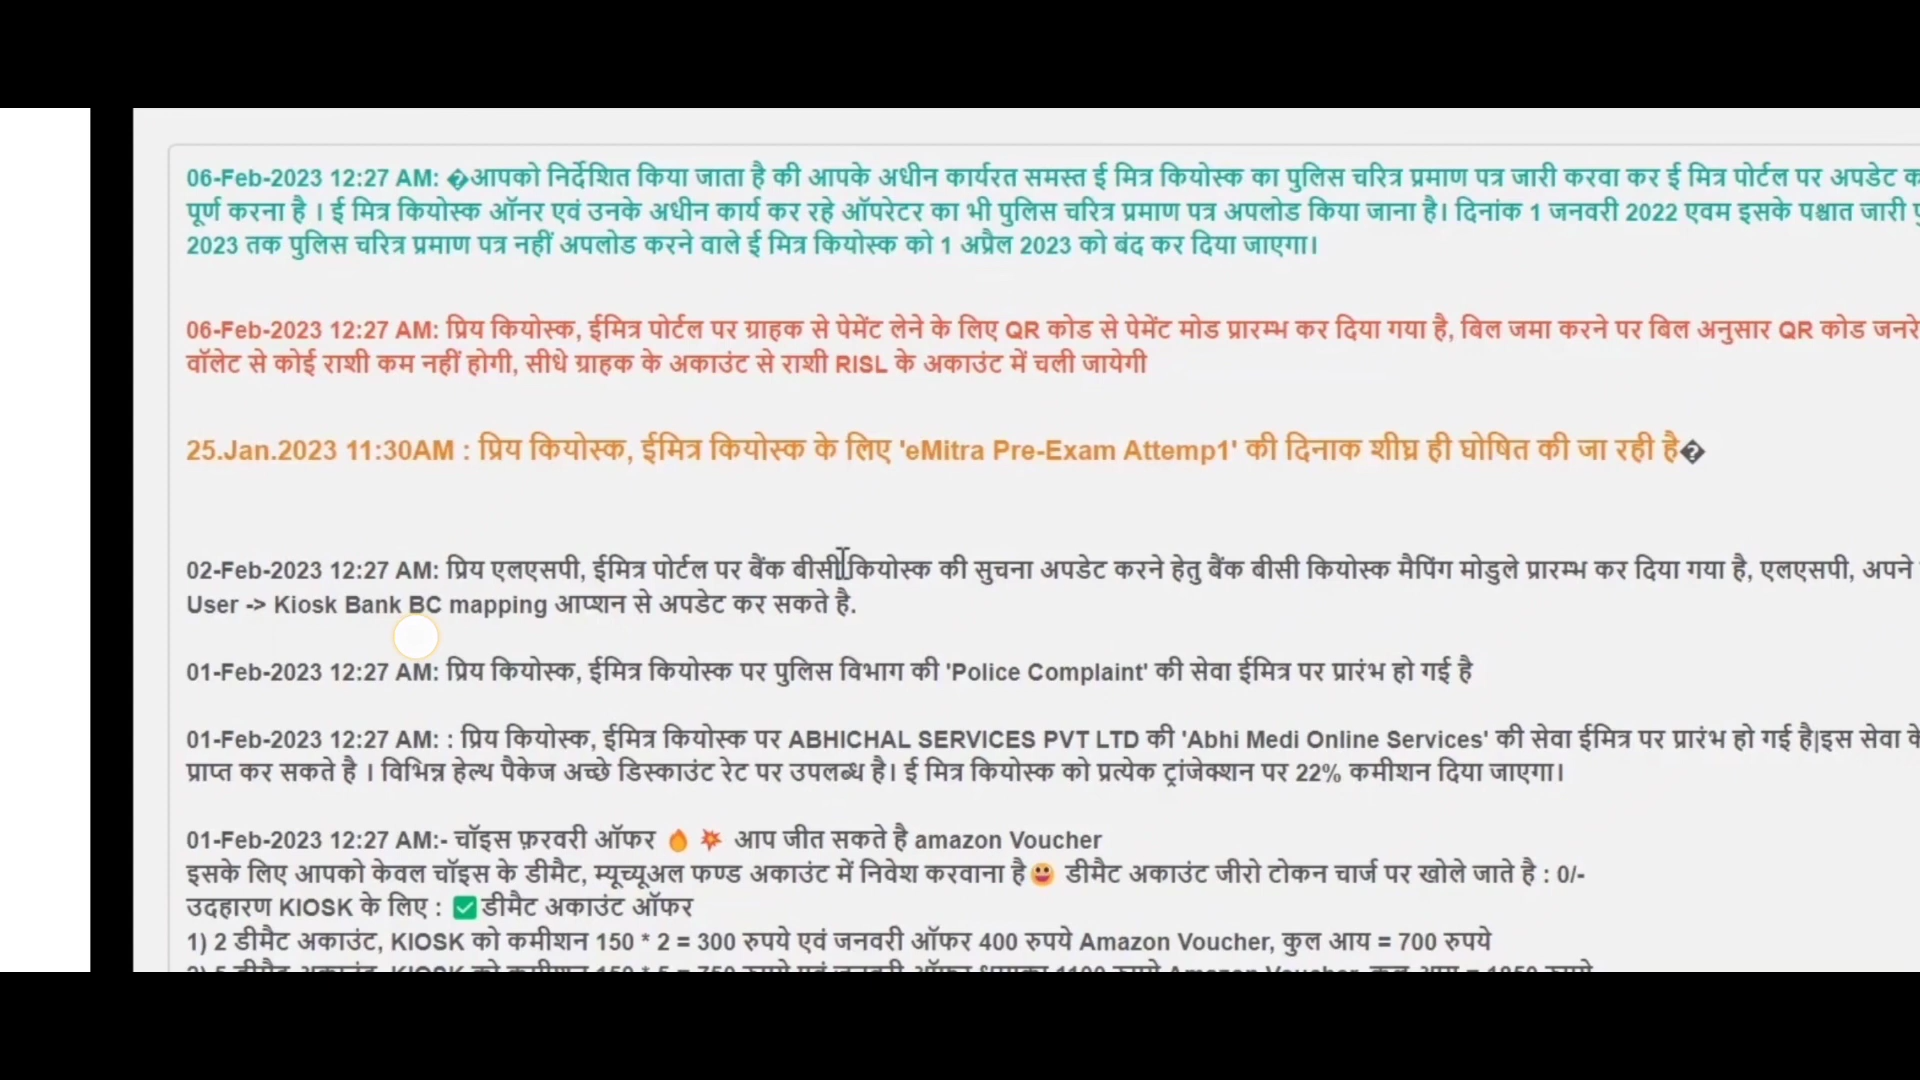 06-Feb-2023 12:27 AM: �आपको निर्देशित किया जाता है की आपके अधीन कार्यरत समस्त ई मित्र कियोस्क का पुलिस चरित्र प्रमाण पत्र जारी करवा कर ई मित्र पोर्टल पर अपडेट
पूर्ण करना है । ई मित्र कियोस्क ऑनर एवं उनके अधीन कार्य कर रहे ऑपरेटर का भी पुलिस चरित्र प्रमाण पत्र अपलोड किया जाना है। दिनांक 1 जनवरी 2022 एवम इसके पश्चात जारी
2023 तक पुलिस चरित्र प्रमाण पत्र नहीं अपलोड करने वाले ई मित्र कियोस्क को 1 अप्रैल 2023 को बंद कर दिया जाएगा।
06-Feb-2023 12:27 AM: प्रिय कियोस्क, ईमित्र पोर्टल पर ग्राहक से पेमेंट लेने के लिए QR कोड से पेमेंट मोड प्रारम्भ कर दिया गया है, बिल जमा करने पर बिल अनुसार QR कोड जनरे
वॉलेट से कोई राशी कम नहीं होगी, सीधे ग्राहक के अकाउंट से राशी RISL के अकाउंट में चली जायेगी
25.Jan.2023 11:30AM : प्रिय कियोस्क, ईमित्र कियोस्क के लिए 'eMitra Pre-Exam Attemp1' की दिनाक शीघ्र ही घोषित की जा रही है�
02-Feb-2023 12:27 AM: प्रिय एलएसपी, ईमित्र पोर्टल पर बैंक बीसी कियोस्क की सुचना अपडेट करने हेतु बैंक बीसी कियोस्क मैपिंग मोडुले प्रारम्भ कर दिया गया है, एलएसपी, अपने
User -> Kiosk Bank BC mapping आप्शन से अपडेट कर सकते है.
01-Feb-2023 12:27 AM: प्रिय कियोस्क, ईमित्र कियोस्क पर पुलिस विभाग की 'Police Complaint' की सेवा ईमित्र पर प्रारंभ हो गई है
01-Feb-2023 12:27 AM: : प्रिय कियोस्क, ईमित्र कियोस्क पर ABHICHAL SERVICES PVT LTD की 'Abhi Medi Online Services' की सेवा ईमित्र पर प्रारंभ हो गई है|इस सेवा के
प्राप्त कर सकते है । विभिन्न हेल्थ पैकेज अच्छे डिस्काउंट रेट पर उपलब्ध है। ई मित्र कियोस्क को प्रत्येक ट्रांजेक्शन पर 22% कमीशन दिया जाएगा।
01-Feb-2023 12:27 AM:- चॉइस फ़रवरी ऑफर 🔥 💥 आप जीत सकते है amazon Voucher
इसके लिए आपको केवल चॉइस के डीमैट, म्यूच्यूअल फण्ड अकाउंट में निवेश करवाना है😀 डीमैट अकाउंट जीरो टोकन चार्ज पर खोले जाते है : 0/-
उदहारण KIOSK के लिए : ✅डीमैट अकाउंट ऑफर
1) 2 डीमैट अकाउंट, KIOSK को कमीशन 150 * 2 = 300 रुपये एवं जनवरी ऑफर 400 रुपये Amazon Voucher, कुल आय = 700 रुपये